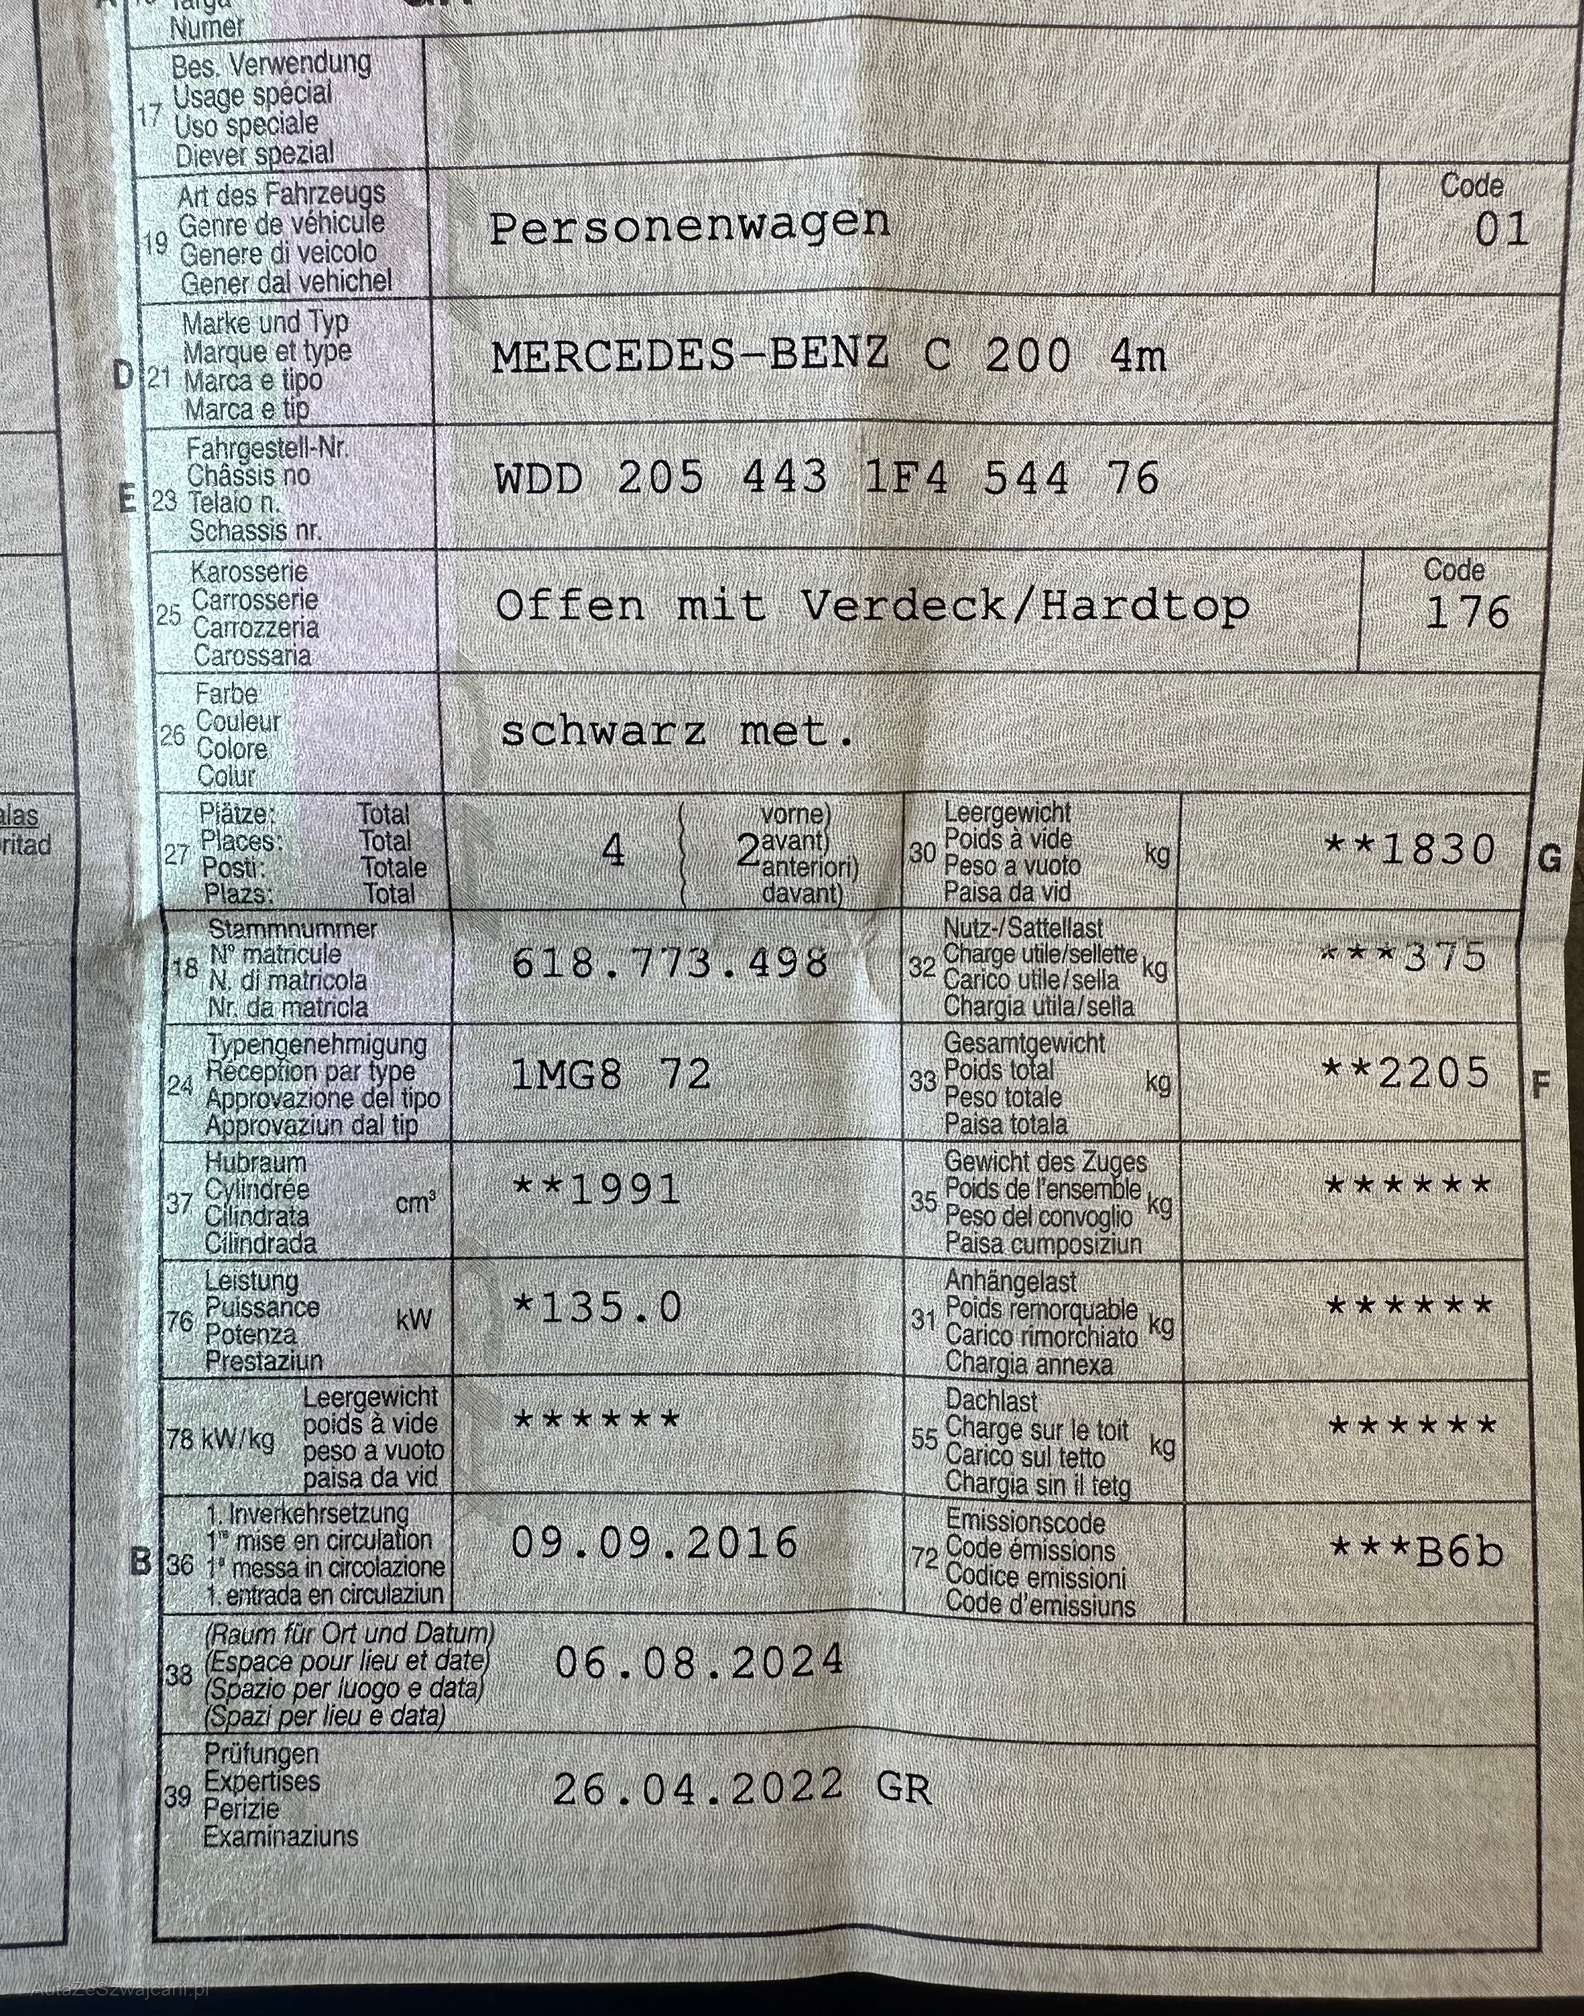 Targa
Numer
17 Bes. Verwendung
Usage spécial
Uso speciale
Diever spezial
19 Art des Fahrzeugs
Genre de véhicule
Genere di veicolo
Gener dal vehichel
Personenwagen
Code
01
D 21 Marke und Typ
Marque et type
Marca e tipo
Marca e tip
MERCEDES-BENZ C 200 4m
E 23 Fahrgestell-Nr.
Châssis no
Telaio n.
Schassis nr.
WDD 205 443 1F4 544 76
25 Karosserie
Carrosserie
Carrozzeria
Carossaria
Offen mit Verdeck/Hardtop
Code
176
26 Farbe
Couleur
Colore
Colur
schwarz met.
alas
ritad
27 Plätze: Total
Places: Total
Posti: Totale
Plazs: Total
4 ( 2 vorne)
avant)
anteriori)
davant)
30 Leergewicht
Poids à vide
Peso a vuoto
Paisa da vid
kg **1830 G
18 Stammnummer
N° matricule
N. di matricola
Nr. da matricla
618.773.498
32 Nutz-/Sattellast
Charge utile/sellette
Carico utile/sella
Chargia utila/sella
kg ***375
24 Typengenehmigung
Réception par type
Approvazione del tipo
Approvaziun dal tip
1MG8 72
33 Gesamtgewicht
Poids total
Peso totale
Paisa totala
kg **2205 F
37 Hubraum
Cylindrée
Cilindrata
Cilindrada
cm³ **1991
35 Gewicht des Zuges
Poids de l'ensemble
Peso del convoglio
Paisa cumposiziun
kg ******
76 Leistung
Puissance
Potenza
Prestaziun
kW *135.0
31 Anhängelast
Poids remorquable
Carico rimorchiato
Chargia annexa
kg ******
78 kW/kg Leergewicht
poids à vide
peso a vuoto
paisa da vid
******
55 Dachlast
Charge sur le toit
Carico sul tetto
Chargia sin il tetg
kg ******
B 36 1. Inverkehrsetzung
1re mise en circulation
1a messa in circolazione
1. entrada en circulaziun
09.09.2016
72 Emissionscode
Code émissions
Codice emissioni
Code d'emissiuns
***B6b
38 (Raum für Ort und Datum)
(Espace pour lieu et date)
(Spazio per luogo e data)
(Spazi per lieu e data)
06.08.2024
39 Prüfungen
Expertises
Perizie
Examinaziuns
26.04.2022 GR
AutaZeSzwajcarii.pl